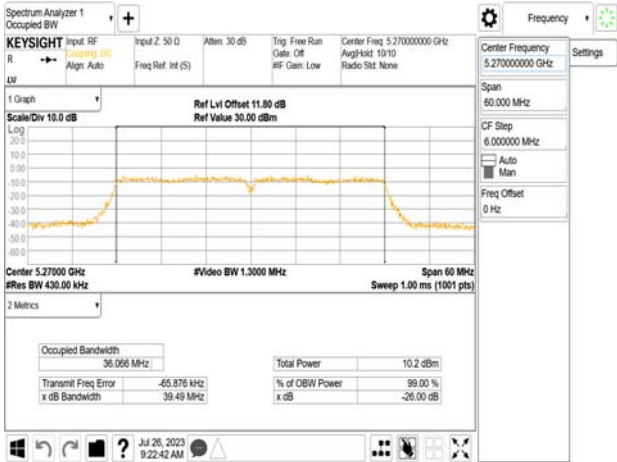 Spectrum Analyzer 1
Occupied BW
+
Frequency
KEYSIGHT
R
LV
Input: RF
Coupling: DC
Align: Auto
Input Z: 50 Ω
Freq Ref: Int (S)
Atten: 30 dB
Trig: Free Run
Gate: Off
#IF Gain: Low
Center Freq: 5.270000000 GHz
Avg|Hold: 10/10
Radio Std: None
Center Frequency
5.270000000 GHz
Settings
Span
60.000 MHz
CF Step
6.000000 MHz
Auto
Man
Freq Offset
0 Hz
1 Graph
Scale/Div 10.0 dB
Ref Lvl Offset 11.80 dB
Ref Value 30.00 dBm
Log
20.0
10.0
0.00
-10.0
-20.0
-30.0
-40.0
-50.0
-60.0
Center 5.27000 GHz
#Res BW 430.00 kHz
#Video BW 1.3000 MHz
Span 60 MHz
Sweep 1.00 ms (1001 pts)
2 Metrics
Occupied Bandwidth
36.066 MHz
Total Power 10.2 dBm
Transmit Freq Error -65.876 kHz
% of OBW Power 99.00 %
x dB Bandwidth 39.49 MHz
x dB -26.00 dB
?
Jul 26, 2023
9:22:42 AM